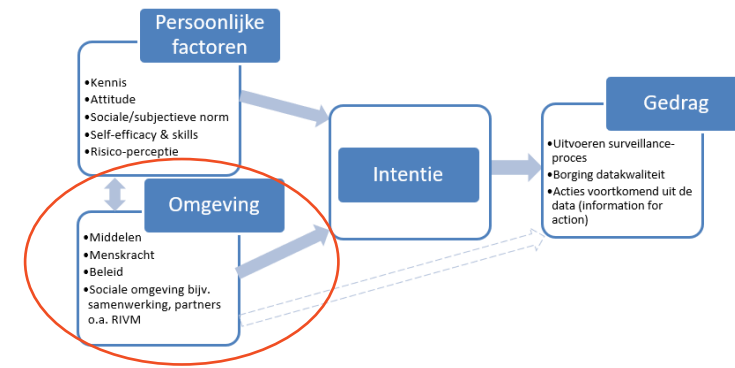 Persoonlijke
factoren
•Kennis
•Attitude
•Sociale/subjectieve norm
•Self-efficacy & skills
•Risico-perceptie
Omgeving
•Middelen
•Menskracht
•Beleid
•Sociale omgeving bijv.
samenwerking, partners
o.a. RIVM
Intentie
Gedrag
•Uitvoeren surveillance-
proces
•Borging datakwaliteit
•Acties voortkomend uit de
data (information for
action)